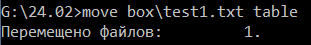 G:\24.02>move box\test1.txt table
Перемещено файлов:         1.